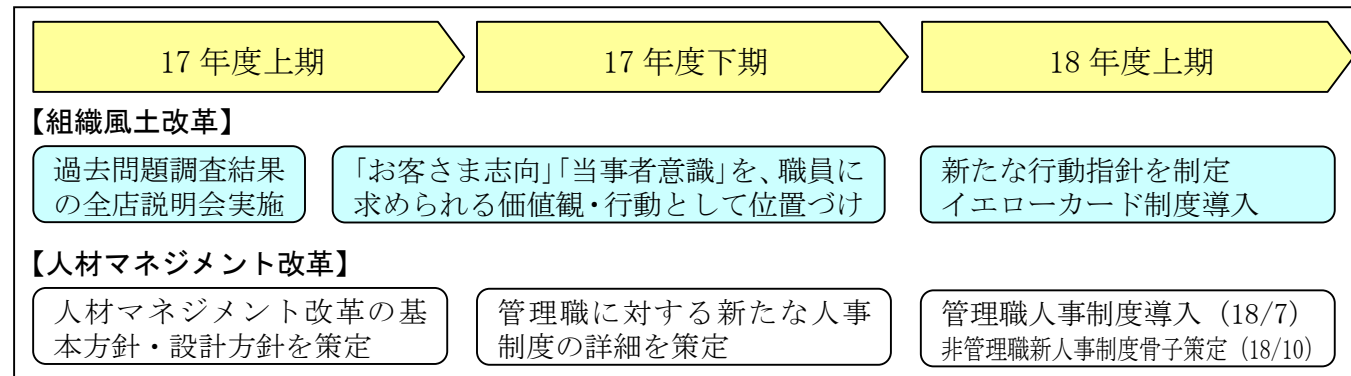 17年度上期
17年度下期
18年度上期
【組織風土改革】
過去問題調査結果
の全店説明会実施
「お客さま志向」「当事者意識」を、職員に
求められる価値観・行動として位置づけ
新たな行動指針を制定
イエローカード制度導入
【人材マネジメント改革】
人材マネジメント改革の基
本方針・設計方針を策定
管理職に対する新たな人事
制度の詳細を策定
管理職人事制度導入（18/7）
非管理職新人事制度骨子策定（18/10）